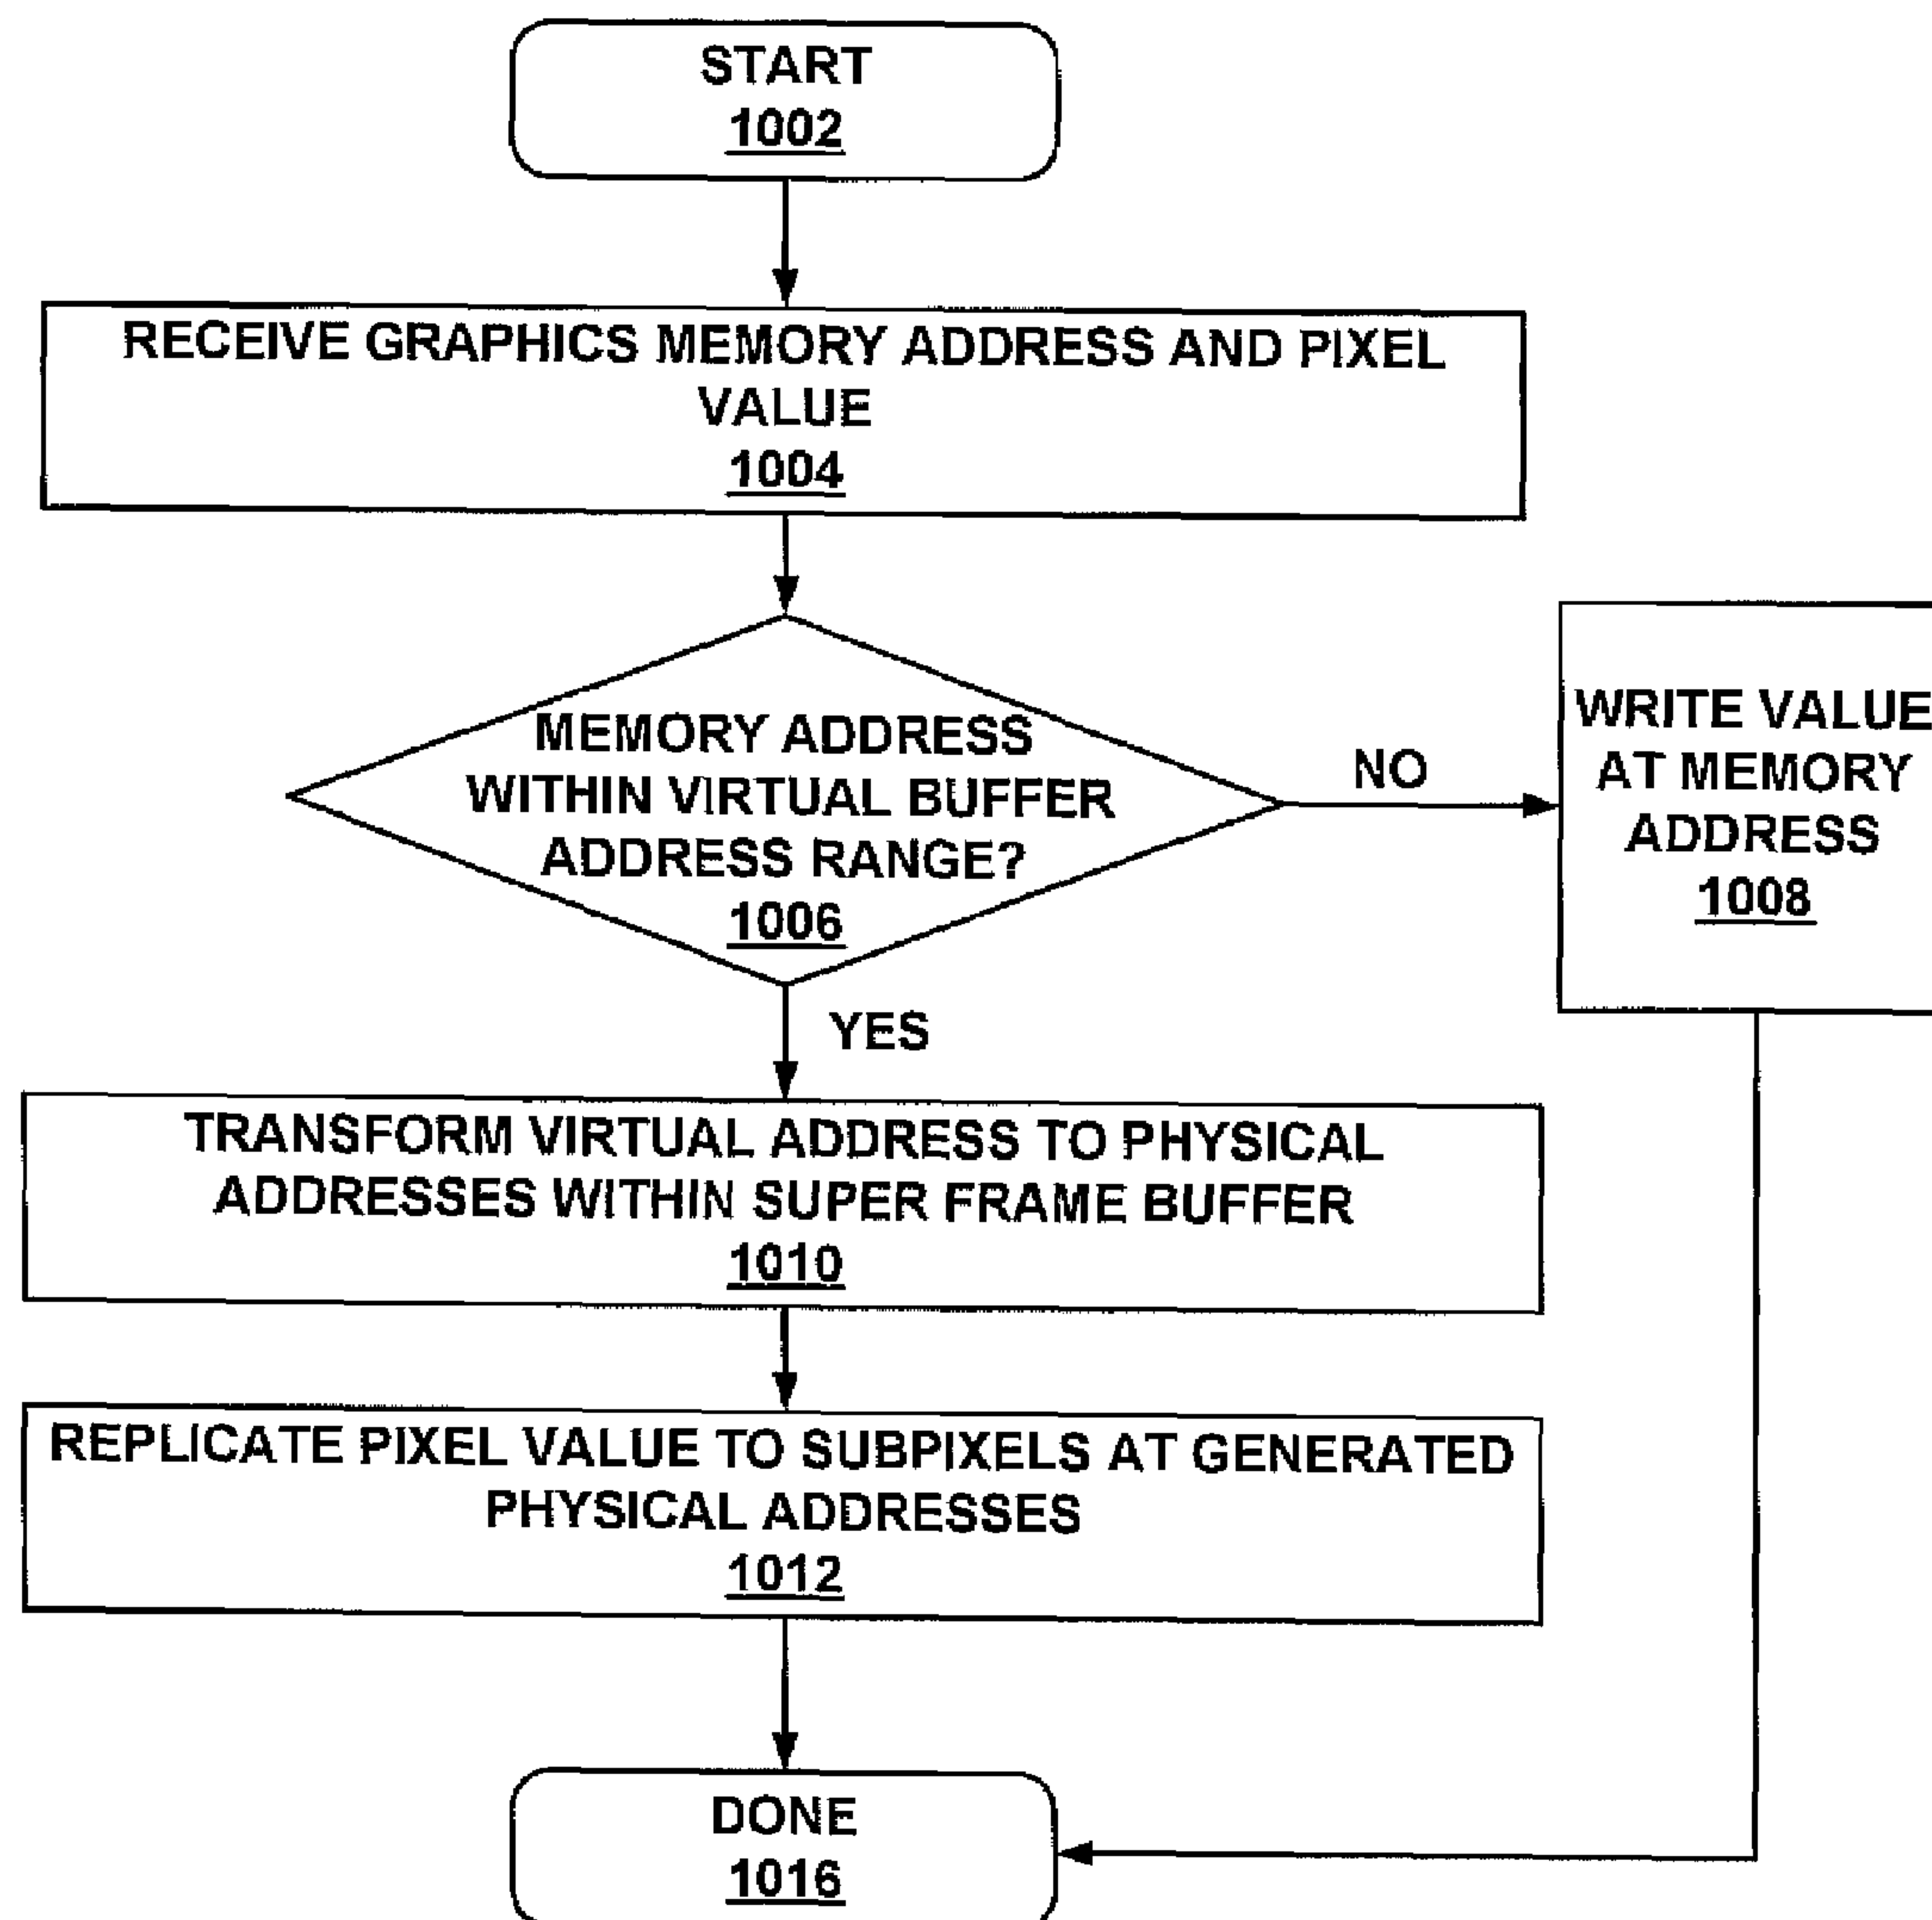 START
1002
RECEIVE GRAPHICS MEMORY ADDRESS AND PIXEL
VALUE
1004
MEMORY ADDRESS
WITHIN VIRTUAL BUFFER
ADDRESS RANGE?
1006
NO
WRITE VALUE
AT MEMORY
ADDRESS
1008
YES
TRANSFORM VIRTUAL ADDRESS TO PHYSICAL
ADDRESSES WITHIN SUPER FRAME BUFFER
1010
REPLICATE PIXEL VALUE TO SUBPIXELS AT GENERATED
PHYSICAL ADDRESSES
1012
DONE
1016